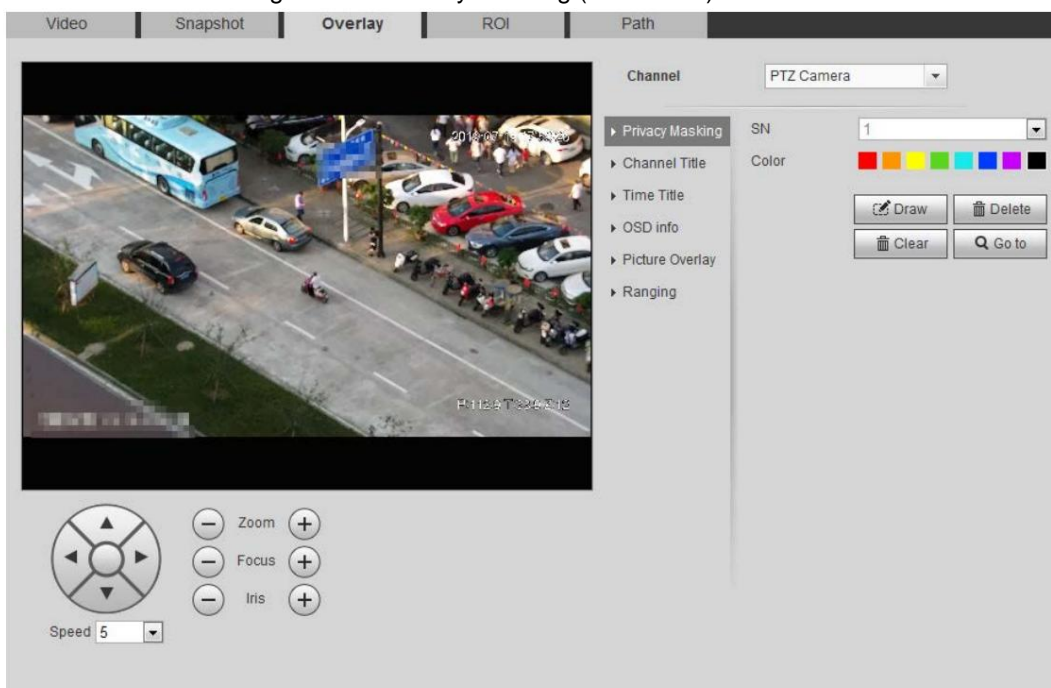 Video Snapshot Overlay ROI Path
Channel PTZ Camera
Privacy Masking
Channel Title
Time Title
OSD info
Picture Overlay
Ranging
SN 1
Color
Draw Delete
Clear Go to
Zoom
Focus
Iris
Speed 5